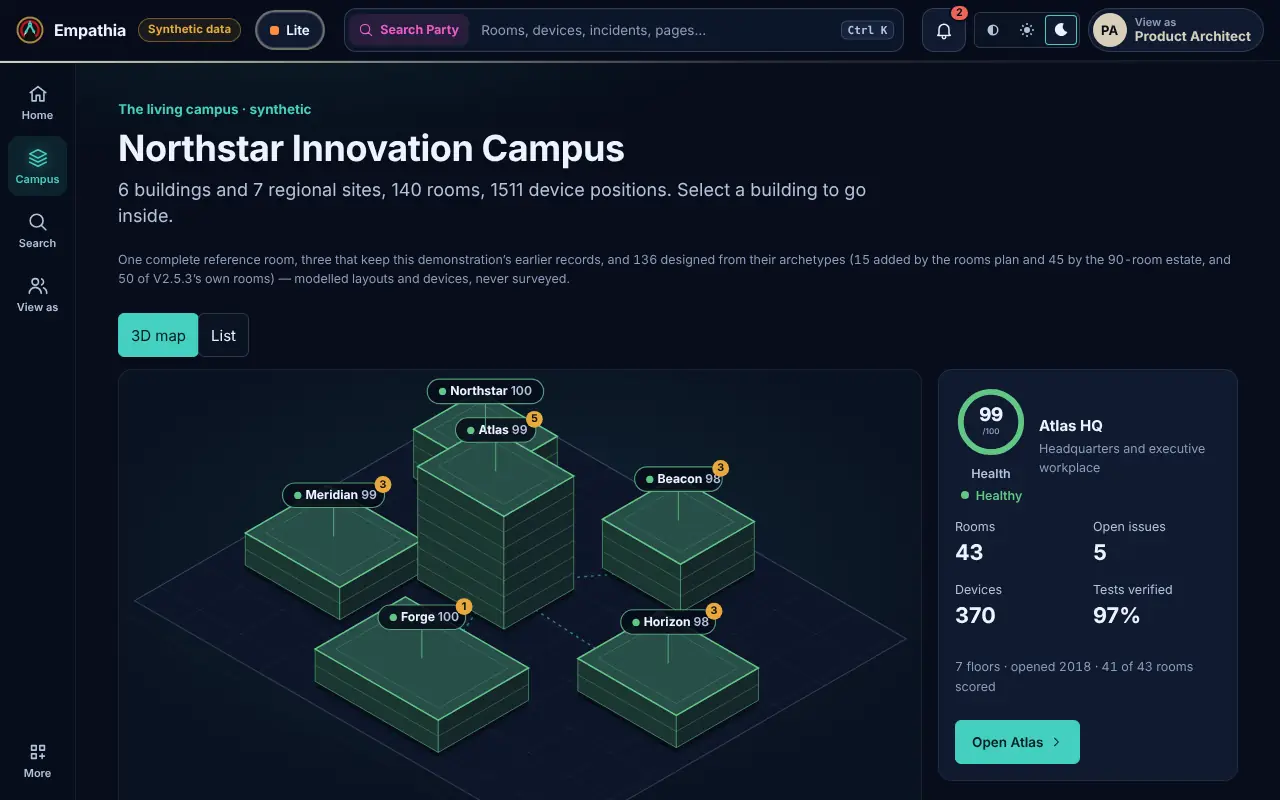 Empathia
Synthetic data
Lite
Search Party
Rooms, devices, incidents, pages...
Ctrl K
2
PA
View as
Product Architect
Home
Campus
Search
View as
More
The living campus · synthetic
Northstar Innovation Campus
6 buildings and 7 regional sites, 140 rooms, 1511 device positions. Select a building to go
inside.
One complete reference room, three that keep this demonstration's earlier records, and 136 designed from their archetypes (15 added by the rooms plan and 45 by the 90-room estate, and
50 of V2.5.3's own rooms) — modelled layouts and devices, never surveyed.
3D map
List
Northstar 100
Atlas 99
5
Meridian 99
3
Beacon 98
3
Forge 100
1
Horizon 98
3
99
/100
Health
Healthy
Atlas HQ
Headquarters and executive
workplace
Rooms
43
Open issues
5
Devices
370
Tests verified
97%
7 floors · opened 2018 · 41 of 43 rooms
scored
Open Atlas